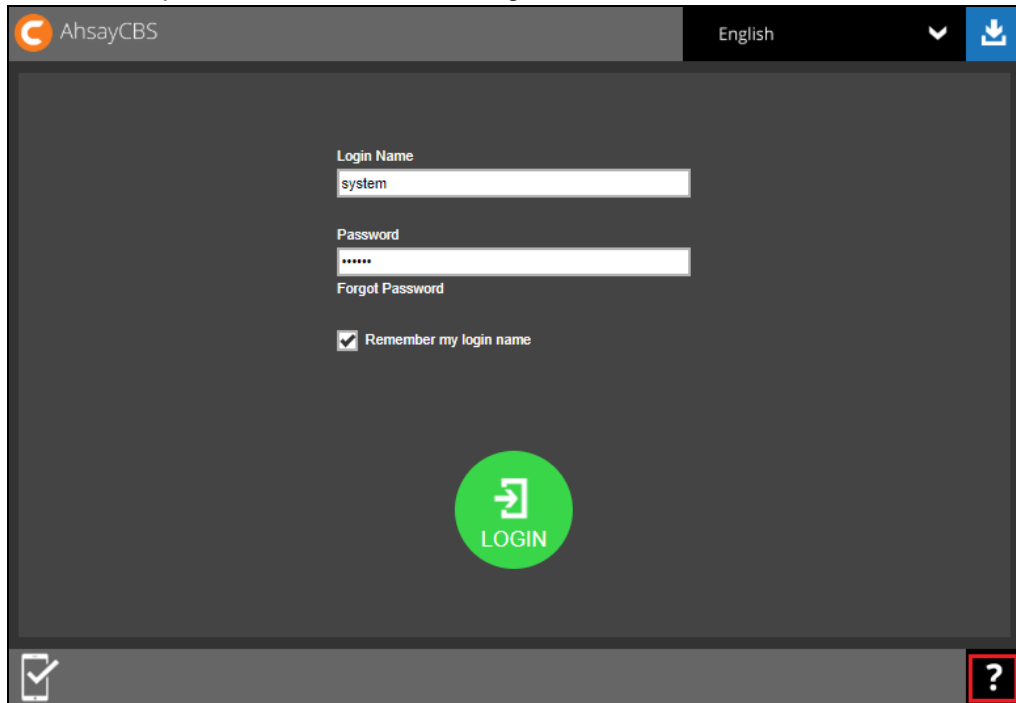 AhsayCBS
English
Login Name
system
Password
••••••
Forgot Password
Remember my login name
LOGIN
?